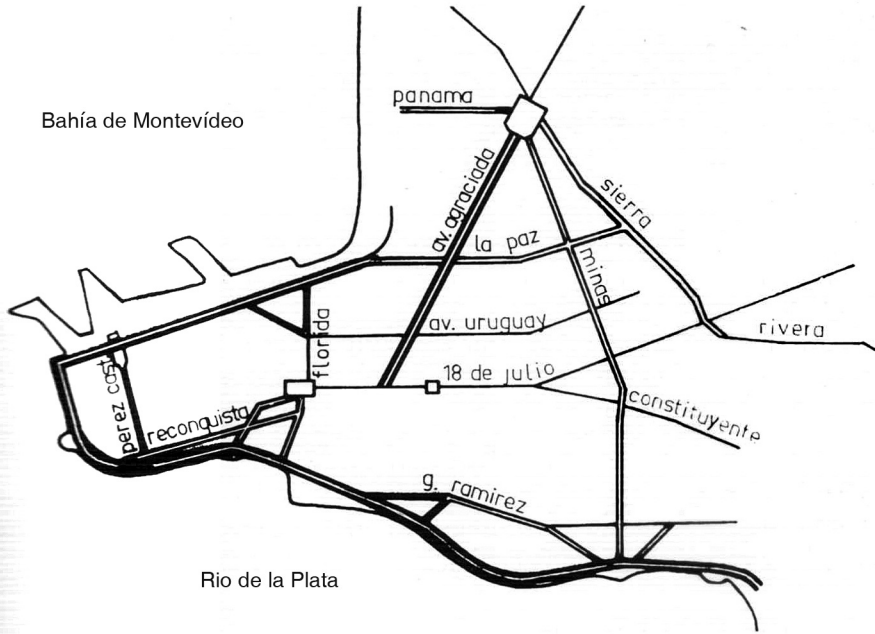 panama
Bahía de Montevídeo
av. agraciada
sierra
la paz
minas
av. uruguay
florida
rivera
18 de julio
perez castel
reconquista
constituyente
g. ramirez
Rio de la Plata